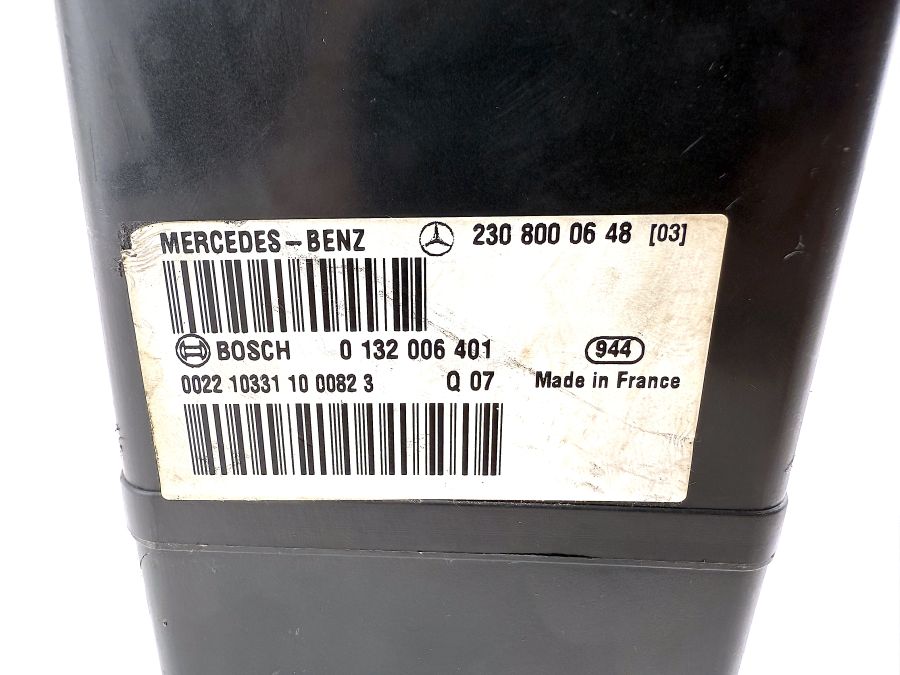 MERCEDES-BENZ 230 800 06 48 [03]
BOSCH 0 132 006 401 944
0022 10331 10 0082 3 Q 07 Made in France